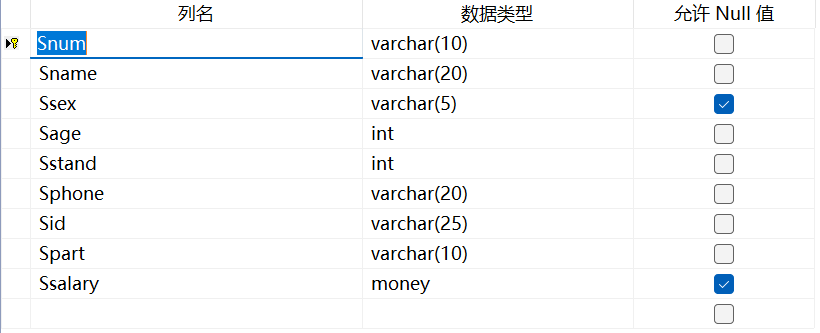 列名 数据类型 允许 Null 值
Snum varchar(10)
Sname varchar(20)
Ssex varchar(5)
Sage int
Sstand int
Sphone varchar(20)
Sid varchar(25)
Spart varchar(10)
Ssalary money